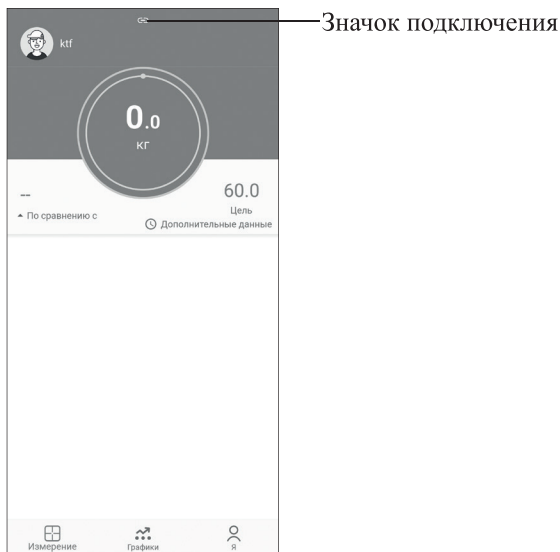 Значок подключения
ktf
0.0
кг
--
60.0
По сравнению с
Цель
Дополнительные данные
Измерение
Графики
Я